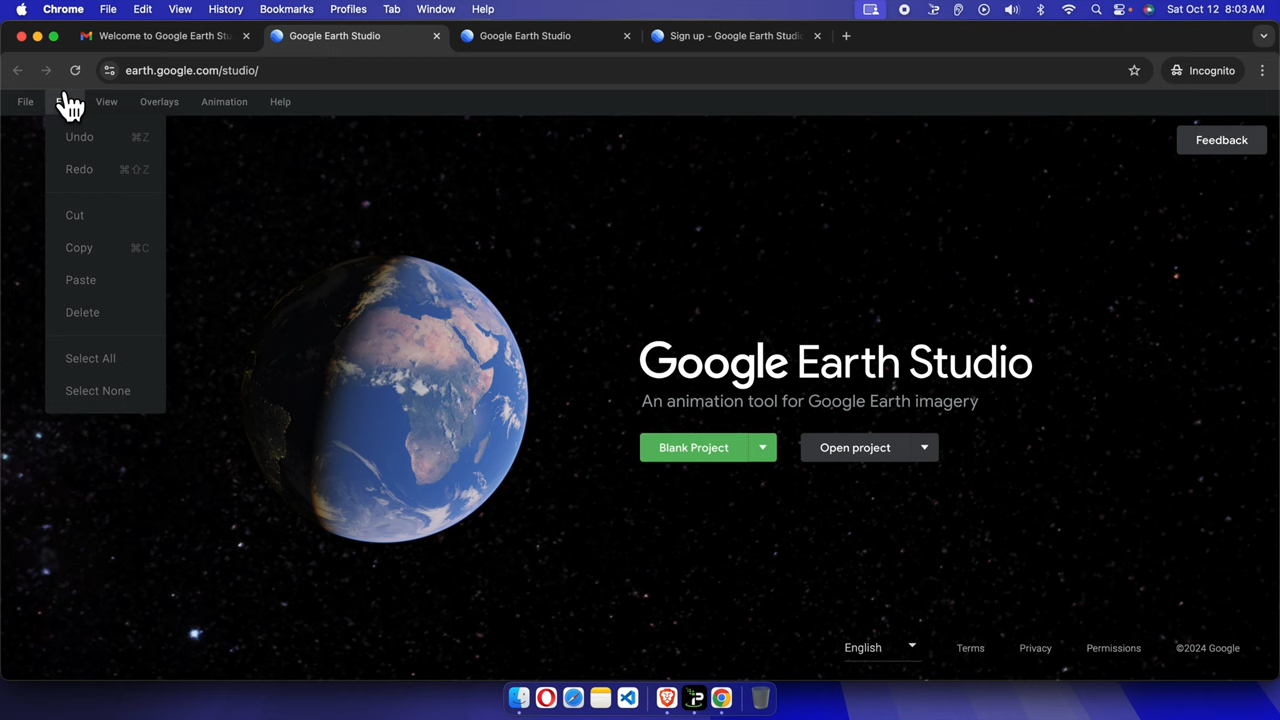 Chrome File Edit View History Bookmarks Profiles Tab Window Help Sat Oct 12 8:03 AM
Welcome to Google Earth Stu Google Earth Studio Google Earth Studio Sign up - Google Earth Studio
earth.google.com/studio/ Incognito
File View Overlays Animation Help
Undo ⌘Z
Redo ⌘⇧Z
Cut
Copy ⌘C
Paste
Delete
Select All
Select None
Feedback
Google Earth Studio
An animation tool for Google Earth imagery
Blank Project Open project
English Terms Privacy Permissions ©2024 Google